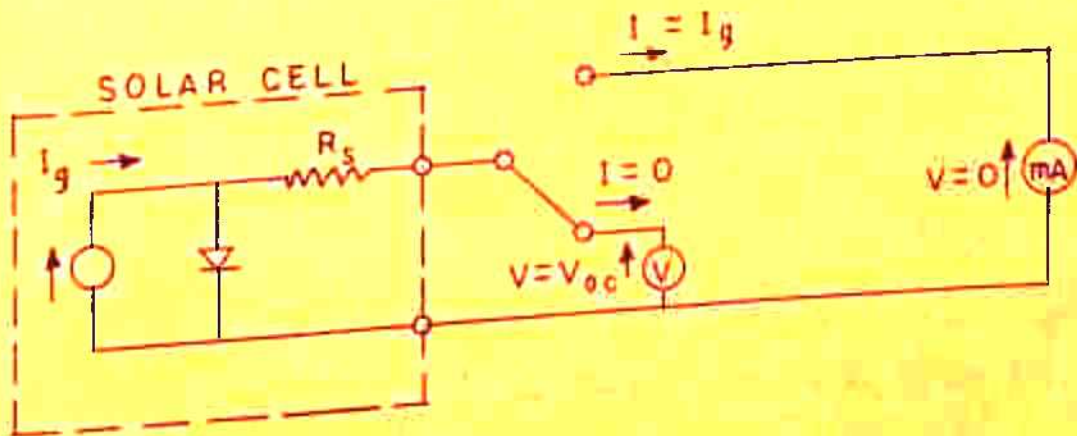 I = Ig
SOLAR CELL
Ig
Rs
I = 0
V=0
mA
V=Voc
V